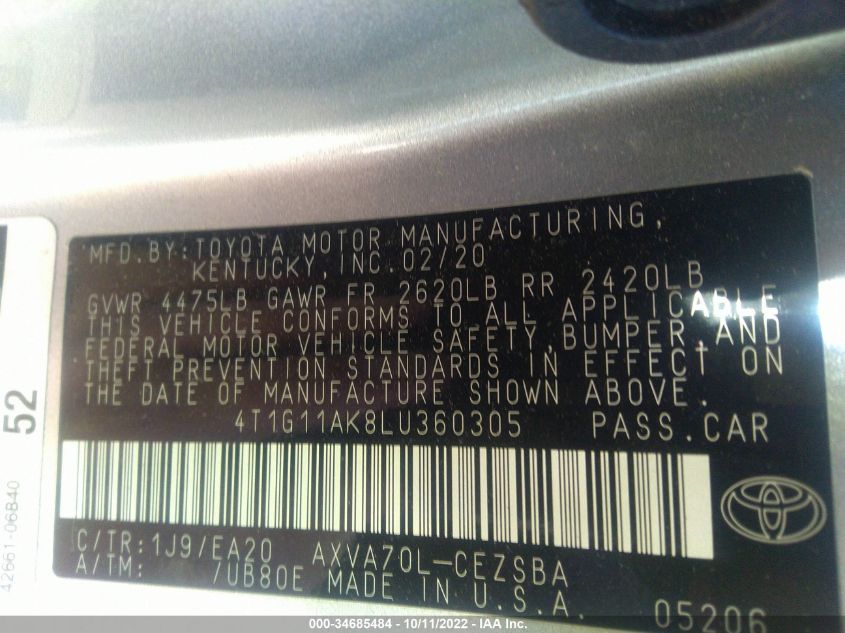 MFD.BY:TOYOTA MOTOR MANUFACTURING,
KENTUCKY,INC.02/20
GVWR 4475LB GAWR FR 2620LB RR 2420LB
THIS VEHICLE CONFORMS TO ALL APPLICABLE
FEDERAL MOTOR VEHICLE SAFETY,BUMPER,AND
THEFT PREVENTION STANDARDS IN EFFECT ON
THE DATE OF MANUFACTURE SHOWN ABOVE.
4T1G11AK8LU360305 PASS.CAR
C/TR:1J9/EA20 AXVA70L-CEZSBA
A/TM: /UB80E MADE IN U.S.A. 05206
52
42661-06B40
000-34685484 - 10/11/2022 - IAA Inc.